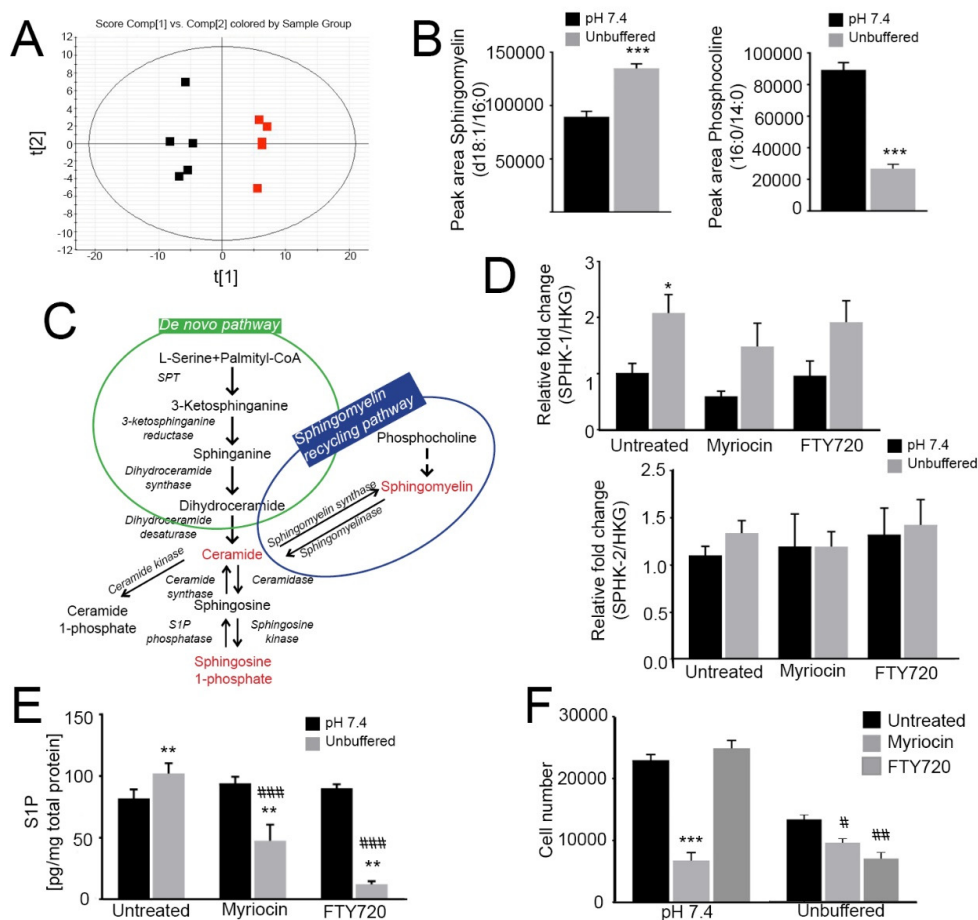 A
Score Comp[1] vs. Comp[2] colored by Sample Group
12
10
8
6
4
2
0
-2
-4
-6
-8
-10
-12
t[2]
-20
-10
0
10
20
t[1]
B
pH 7.4
Unbuffered
150000
100000
50000
Peak area Sphingomyelin
(d18:1/16:0)
***
pH 7.4
Unbuffered
100000
80000
60000
40000
20000
0
Peak area Phosphocoline
(16:0/14:0)
***
C
De novo pathway
L-Serine+Palmityl-CoA
SPT
3-Ketosphinganine
3-ketosphinganine
reductase
Sphinganine
Dihydroceramide
synthase
Dihydroceramide
Dihydroceramide
desaturase
Ceramide
Sphingomyelin
recycling pathway
Phosphocholine
Sphingomyelin
Sphingomyelin synthase
Sphingomyelinase
Ceramide kinase
Ceramide
1-phosphate
Ceramide
synthase
Ceramidase
Sphingosine
S1P
phosphatase
Sphingosine
kinase
Sphingosine
1-phosphate
D
Relative fold change
(SPHK-1/HKG)
3
2
1
0
*
Untreated
Myriocin
FTY720
pH 7.4
Unbuffered
Relative fold change
(SPHK-2/HKG)
2.5
1.5
1.0
0.0
Untreated
Myriocin
FTY720
E
S1P
[pg/mg total protein]
150
100
50
0
pH 7.4
Unbuffered
**
###
**
###
**
Untreated
Myriocin
FTY720
F
Cell number
30000
20000
10000
0
Untreated
Myriocin
FTY720
***
#
##
pH 7.4
Unbuffered